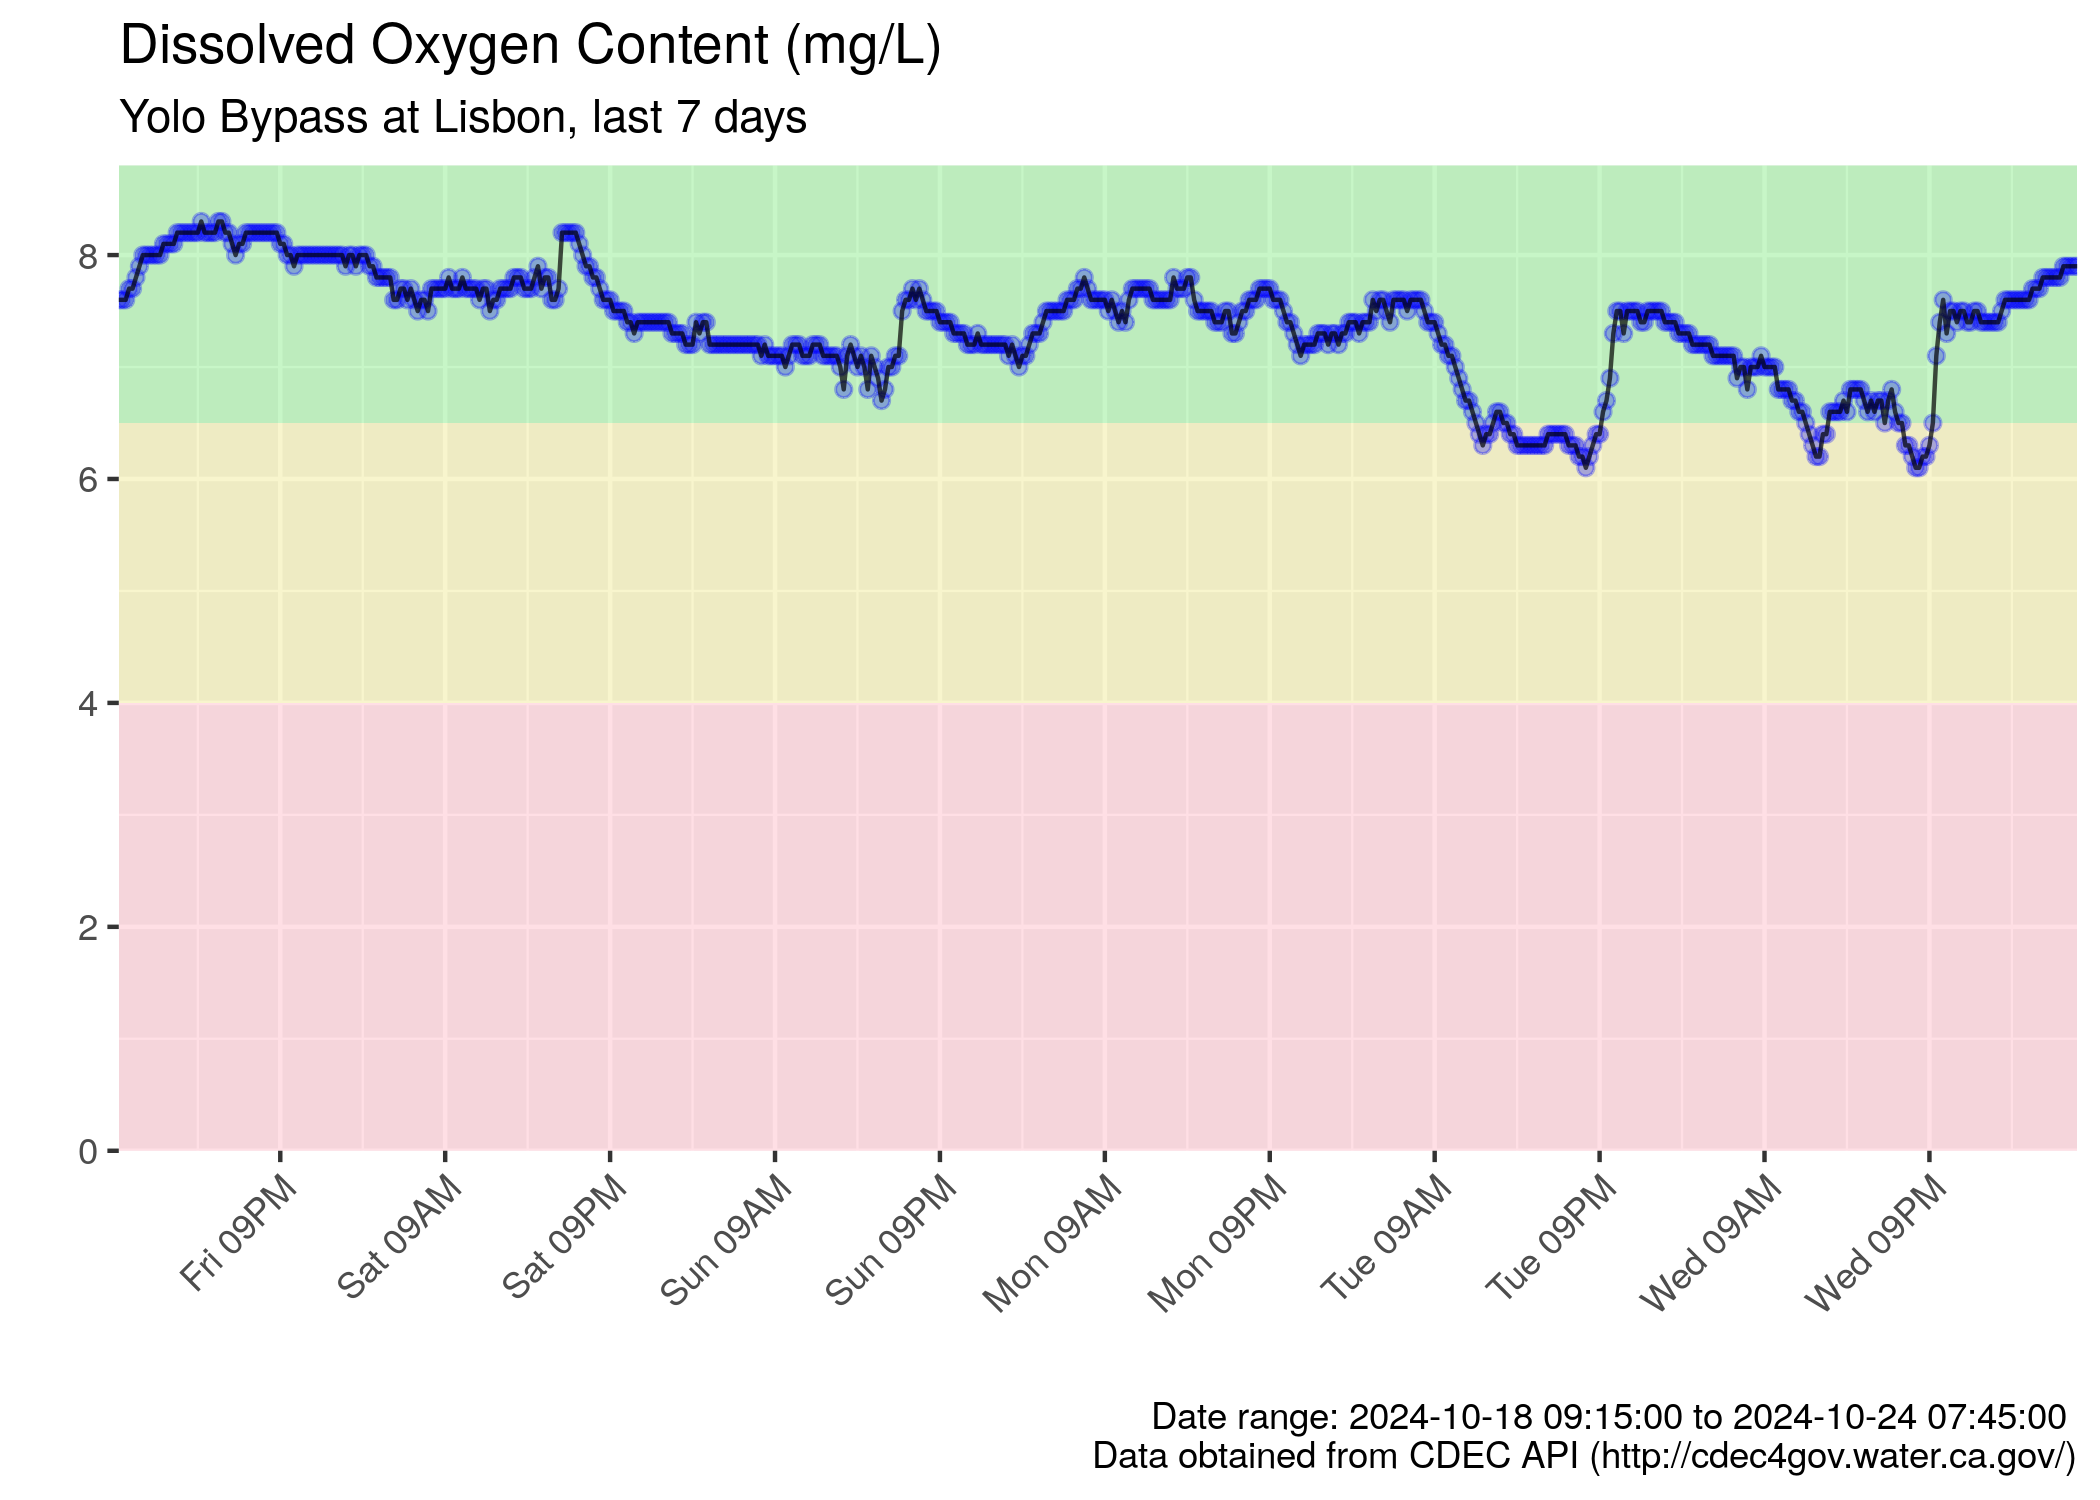 Dissolved Oxygen Content (mg/L)
Yolo Bypass at Lisbon, last 7 days
8
6
4
2
0
Fri 09PM
Sat 09AM
Sat 09PM
Sun 09AM
Sun 09PM
Mon 09AM
Mon 09PM
Tue 09AM
Tue 09PM
Wed 09AM
Wed 09PM
Date range: 2024-10-18 09:15:00 to 2024-10-24 07:45:00
Data obtained from CDEC API (http://cdec4gov.water.ca.gov/)